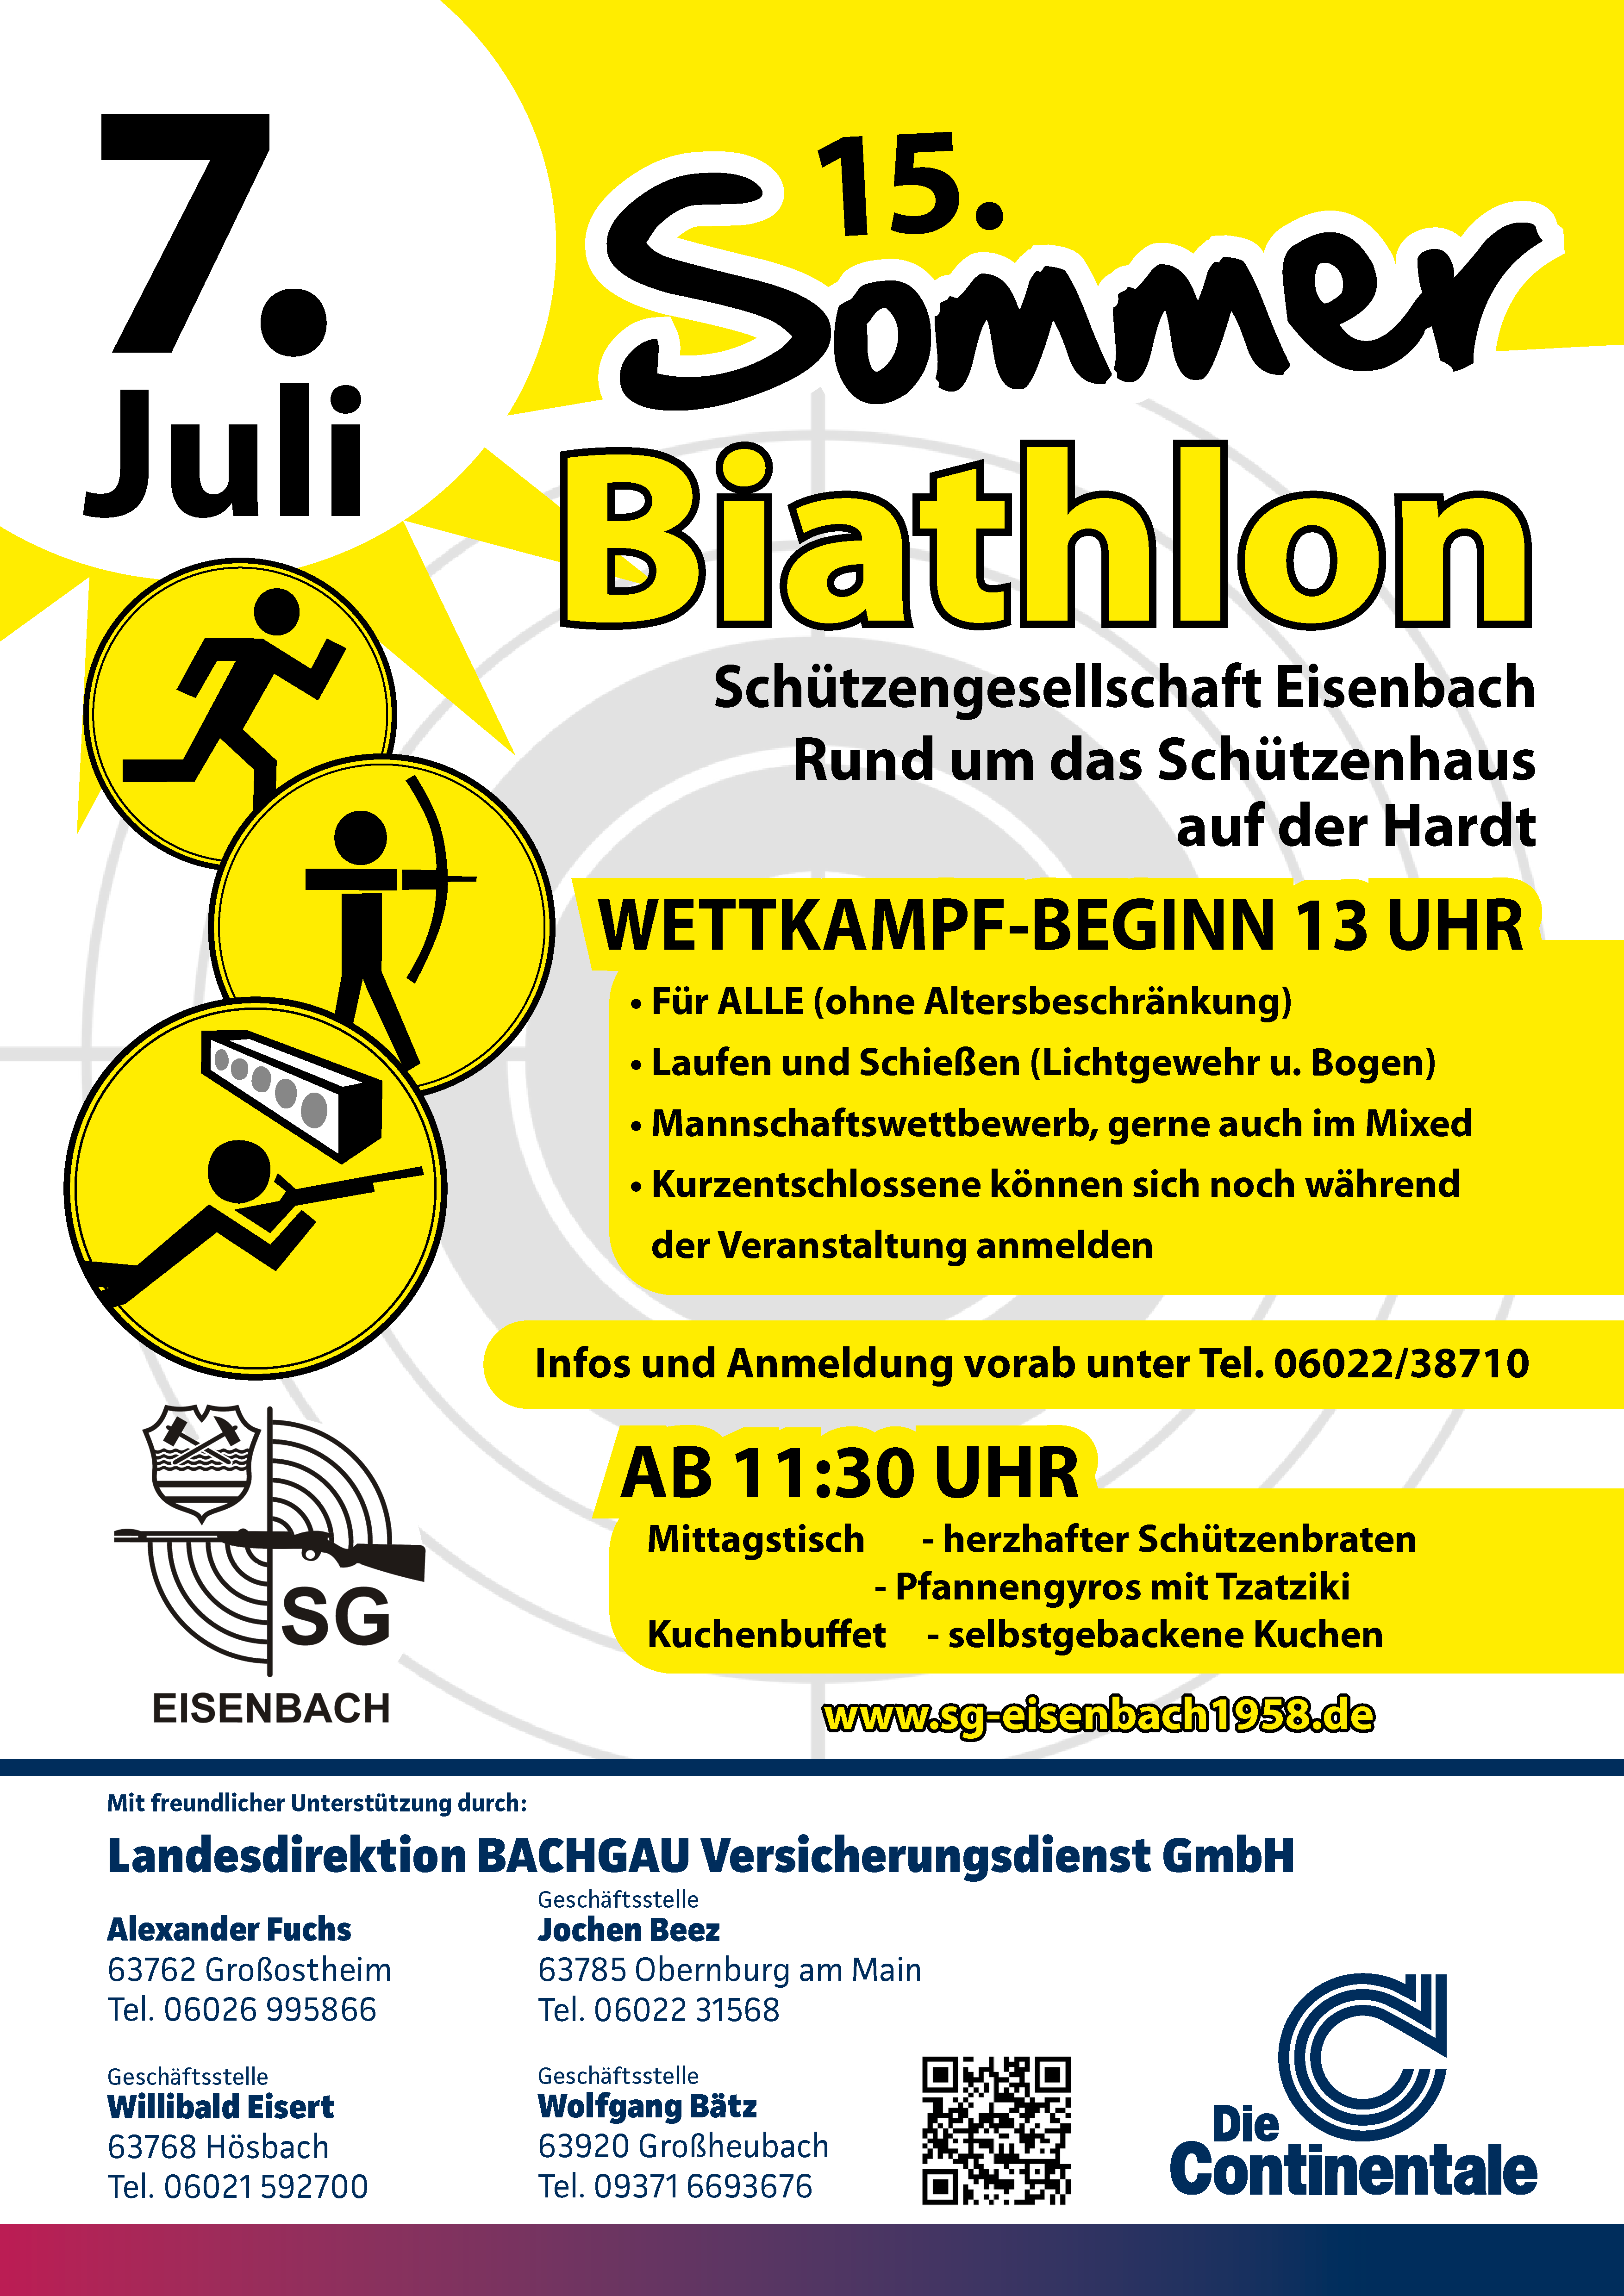 7.
Juli
15.
Sommer
Biathlon
Schützengesellschaft Eisenbach
Rund um das Schützenhaus
auf der Hardt
WETTKAMPF-BEGINN 13 UHR
• Für ALLE (ohne Altersbeschränkung)
• Laufen und Schießen (Lichtgewehr u. Bogen)
• Mannschaftswettbewerb, gerne auch im Mixed
• Kurzentschlossene können sich noch während
der Veranstaltung anmelden
Infos und Anmeldung vorab unter Tel. 06022/38710
AB 11:30 UHR
Mittagstisch - herzhafter Schützenbraten
- Pfannengyros mit Tzatziki
Kuchenbuffet - selbstgebackene Kuchen
www.sg-eisenbach1958.de
SG
EISENBACH
Mit freundlicher Unterstützung durch:
Landesdirektion BACHGAU Versicherungsdienst GmbH
Alexander Fuchs
63762 Großostheim
Tel. 06026 995866
Geschäftsstelle
Jochen Beez
63785 Obernburg am Main
Tel. 06022 31568
Geschäftsstelle
Willibald Eisert
63768 Hösbach
Tel. 06021 592700
Geschäftsstelle
Wolfgang Bätz
63920 Großheubach
Tel. 09371 6693676
Die
Continentale